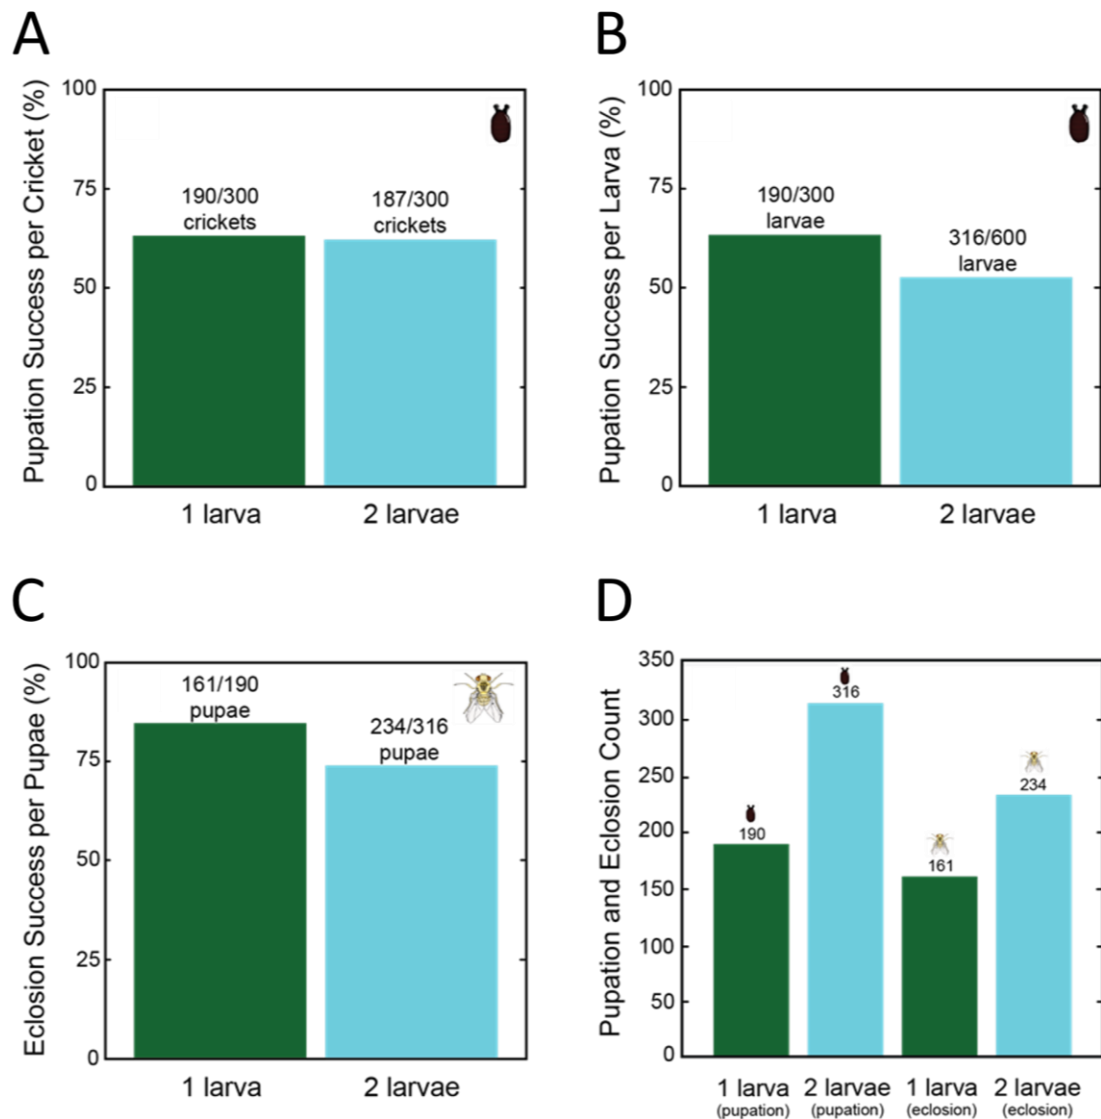 A
Pupation Success per Cricket (%)
100
75
50
25
0
190/300
crickets
187/300
crickets
1 larva
2 larvae
B
Pupation Success per Larva (%)
100
75
50
25
0
190/300
larvae
316/600
larvae
1 larva
2 larvae
C
Eclosion Success per Pupae (%)
100
75
50
25
0
161/190
pupae
234/316
pupae
1 larva
2 larvae
D
Pupation and Eclosion Count
350
300
250
200
150
100
50
0
190
316
161
234
1 larva
(pupation)
2 larvae
(pupation)
1 larva
(eclosion)
2 larvae
(eclosion)